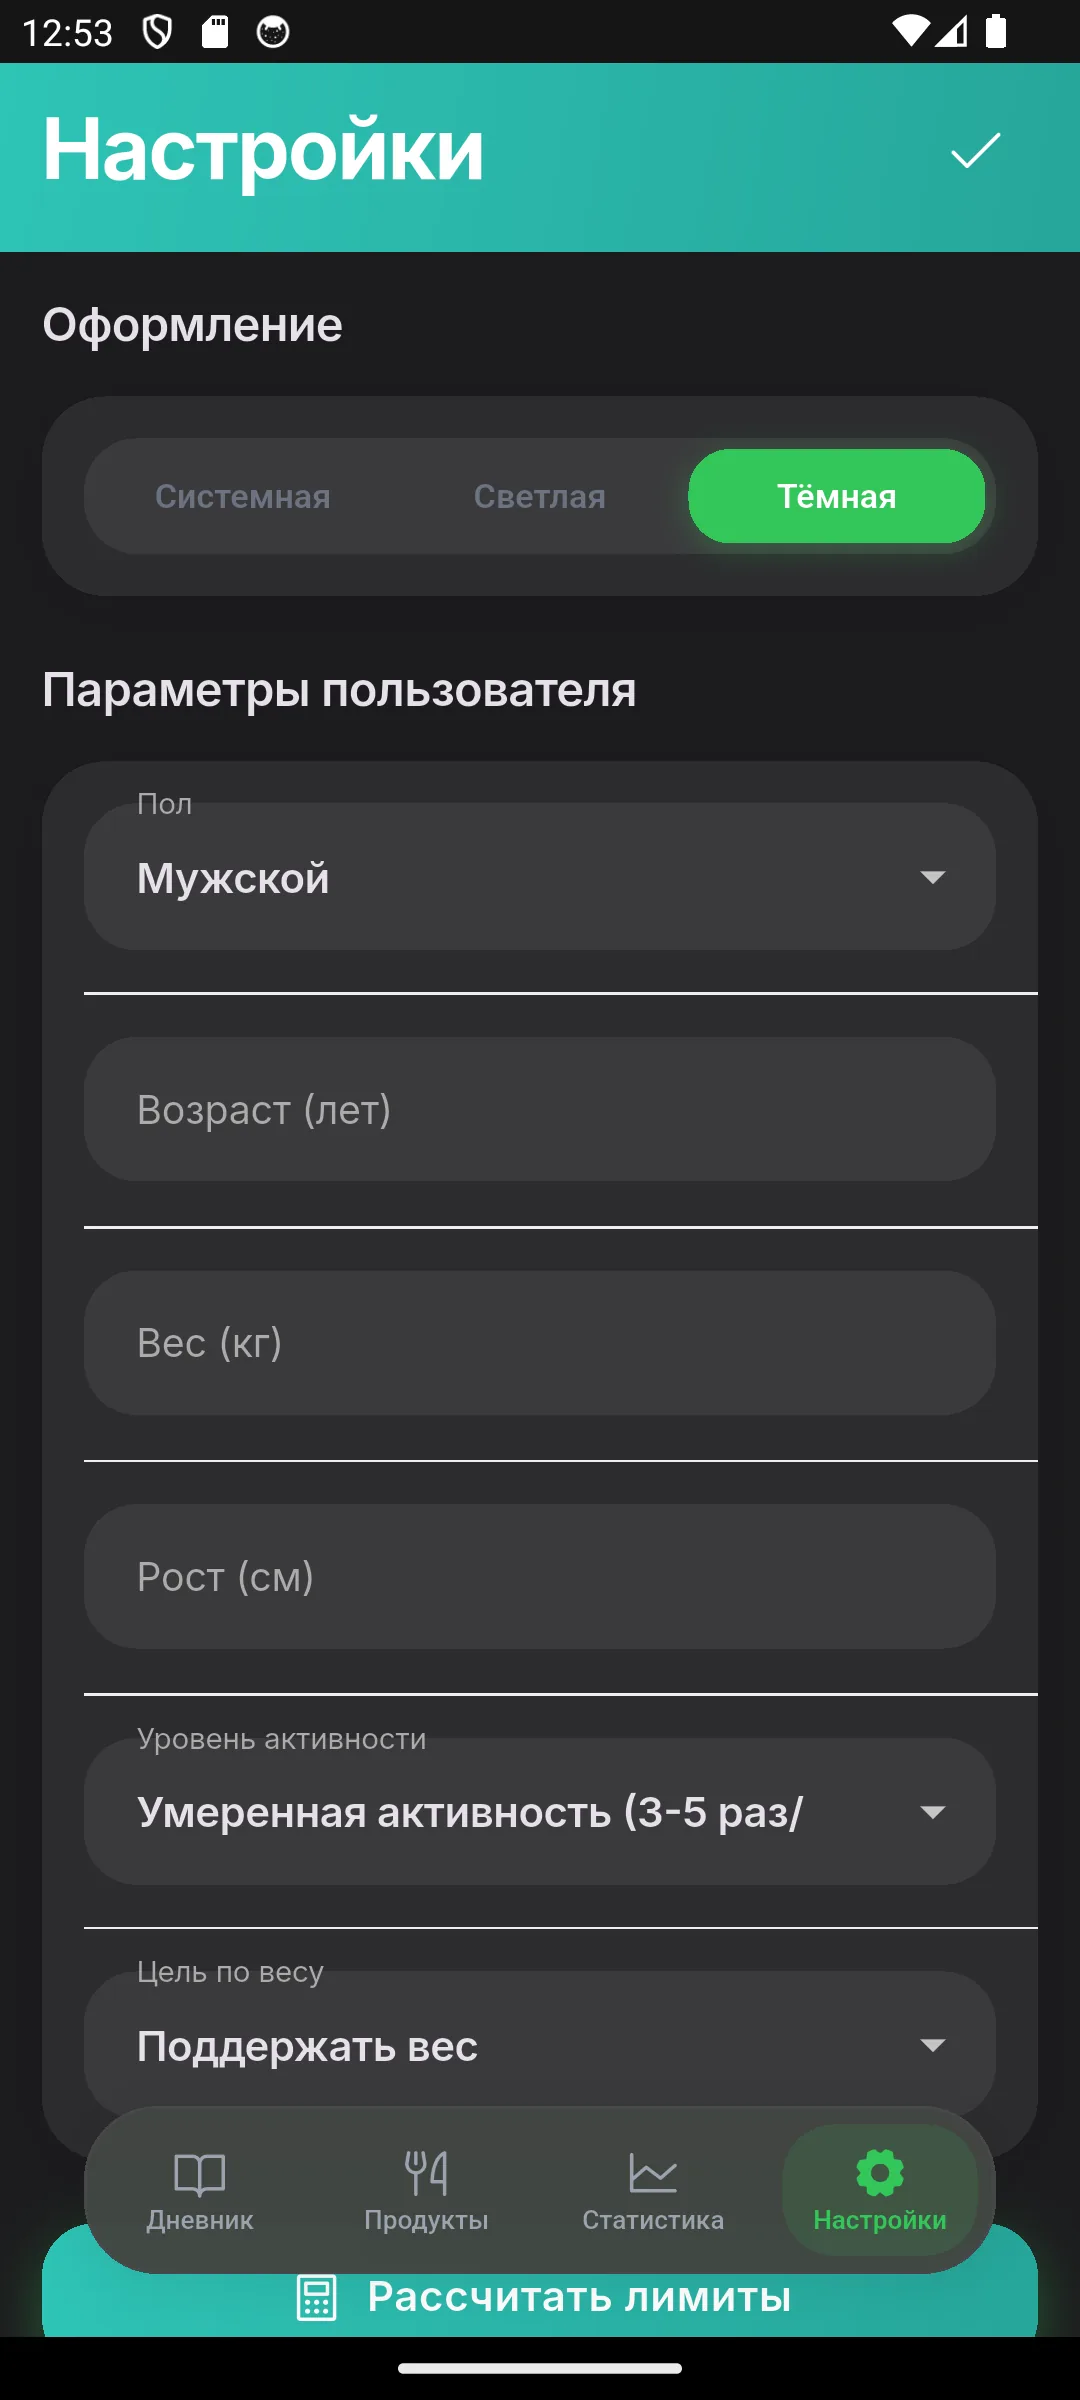 12:53
Настройки
Оформление
Системная Светлая Тёмная
Параметры пользователя
Пол
Мужской
Возраст (лет)
Вес (кг)
Рост (см)
Уровень активности
Умеренная активность (3-5 раз/
Цель по весу
Поддержать вес
Дневник Продукты Статистика Настройки
Рассчитать лимиты